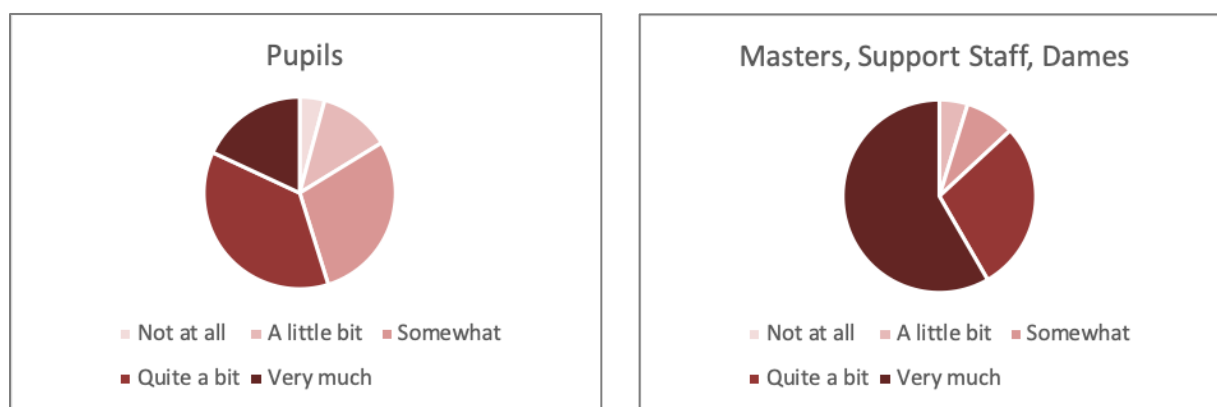 Pupils
Not at all
A little bit
Somewhat
Quite a bit
Very much
Masters, Support Staff, Dames
Not at all
A little bit
Somewhat
Quite a bit
Very much